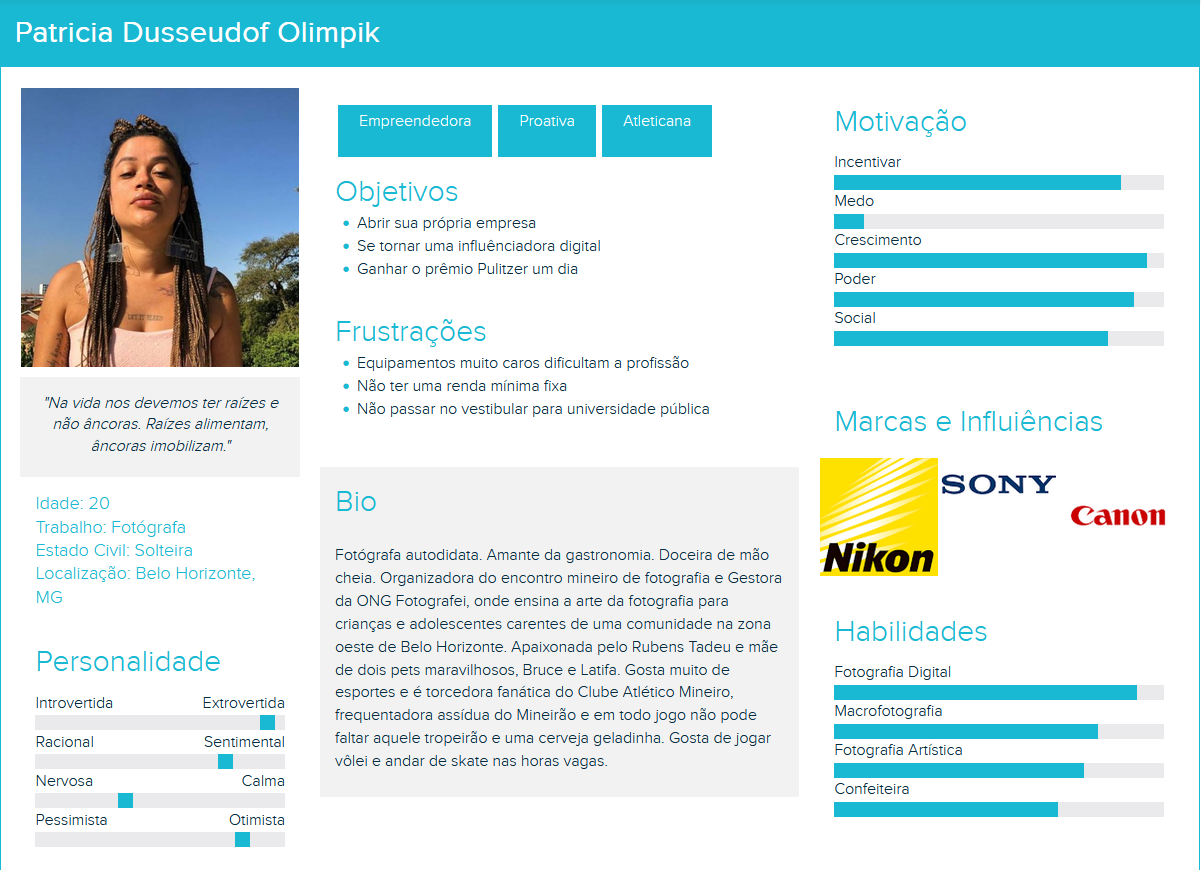 Patricia Dusseudof Olimpik
"Na vida nos devemos ter raízes e
não âncoras. Raízes alimentam,
âncoras imobilizam."
Idade: 20
Trabalho: Fotógrafa
Estado Civil: Solteira
Localização: Belo Horizonte,
MG
Personalidade
Introvertida Extrovertida
Racional Sentimental
Nervosa Calma
Pessimista Otimista
Empreendedora Proativa Atleticana
Objetivos
Abrir sua própria empresa
Se tornar uma influênciadora digital
Ganhar o prêmio Pulitzer um dia
Frustrações
Equipamentos muito caros dificultam a profissão
Não ter uma renda mínima fixa
Não passar no vestibular para universidade pública
Bio
Fotógrafa autodidata. Amante da gastronomia. Doceira de mão
cheia. Organizadora do encontro mineiro de fotografia e Gestora
da ONG Fotografei, onde ensina a arte da fotografia para
crianças e adolescentes carentes de uma comunidade na zona
oeste de Belo Horizonte. Apaixonada pelo Rubens Tadeu e mãe
de dois pets maravilhosos, Bruce e Latifa. Gosta muito de
esportes e é torcedora fanática do Clube Atlético Mineiro,
frequentadora assídua do Mineirão e em todo jogo não pode
faltar aquele tropeirão e uma cerveja geladinha. Gosta de jogar
vôlei e andar de skate nas horas vagas.
Motivação
Incentivar
Medo
Crescimento
Poder
Social
Marcas e Influiências
Nikon
SONY
Canon
Habilidades
Fotografia Digital
Macrofotografia
Fotografia Artística
Confeiteira